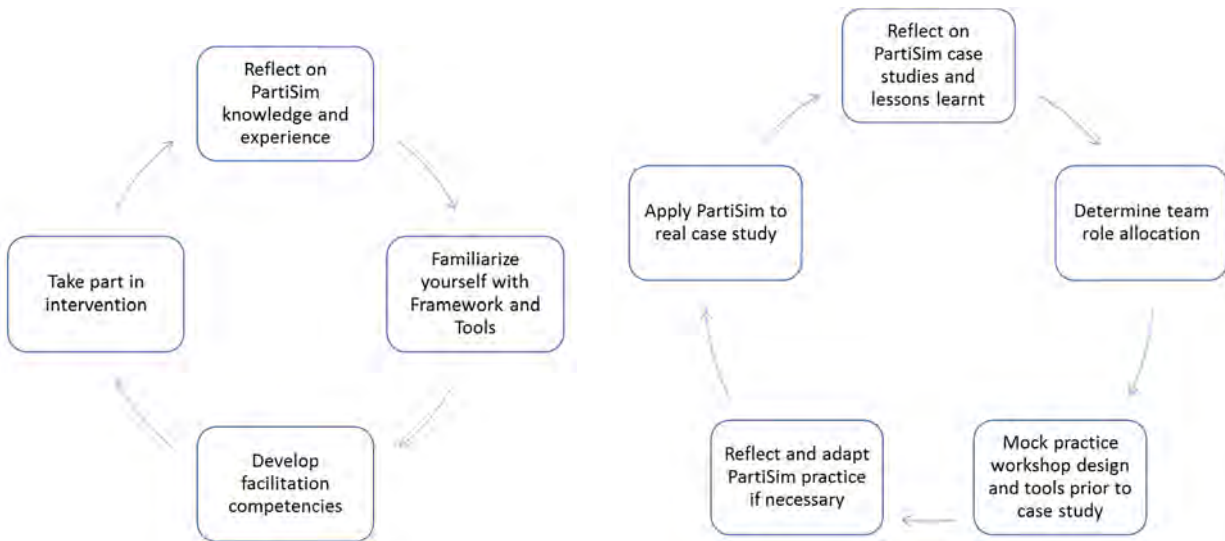 Reflect on
PartiSim
knowledge and
experience
Familiarize
yourself with
Framework and
Tools
Develop
facilitation
competencies
Take part in
intervention
Reflect on
PartiSim case
studies and
lessons learnt
Determine team
role allocation
Mock practice
workshop design
and tools prior to
case study
Reflect and adapt
PartiSim practice
if necessary
Apply PartiSim to
real case study